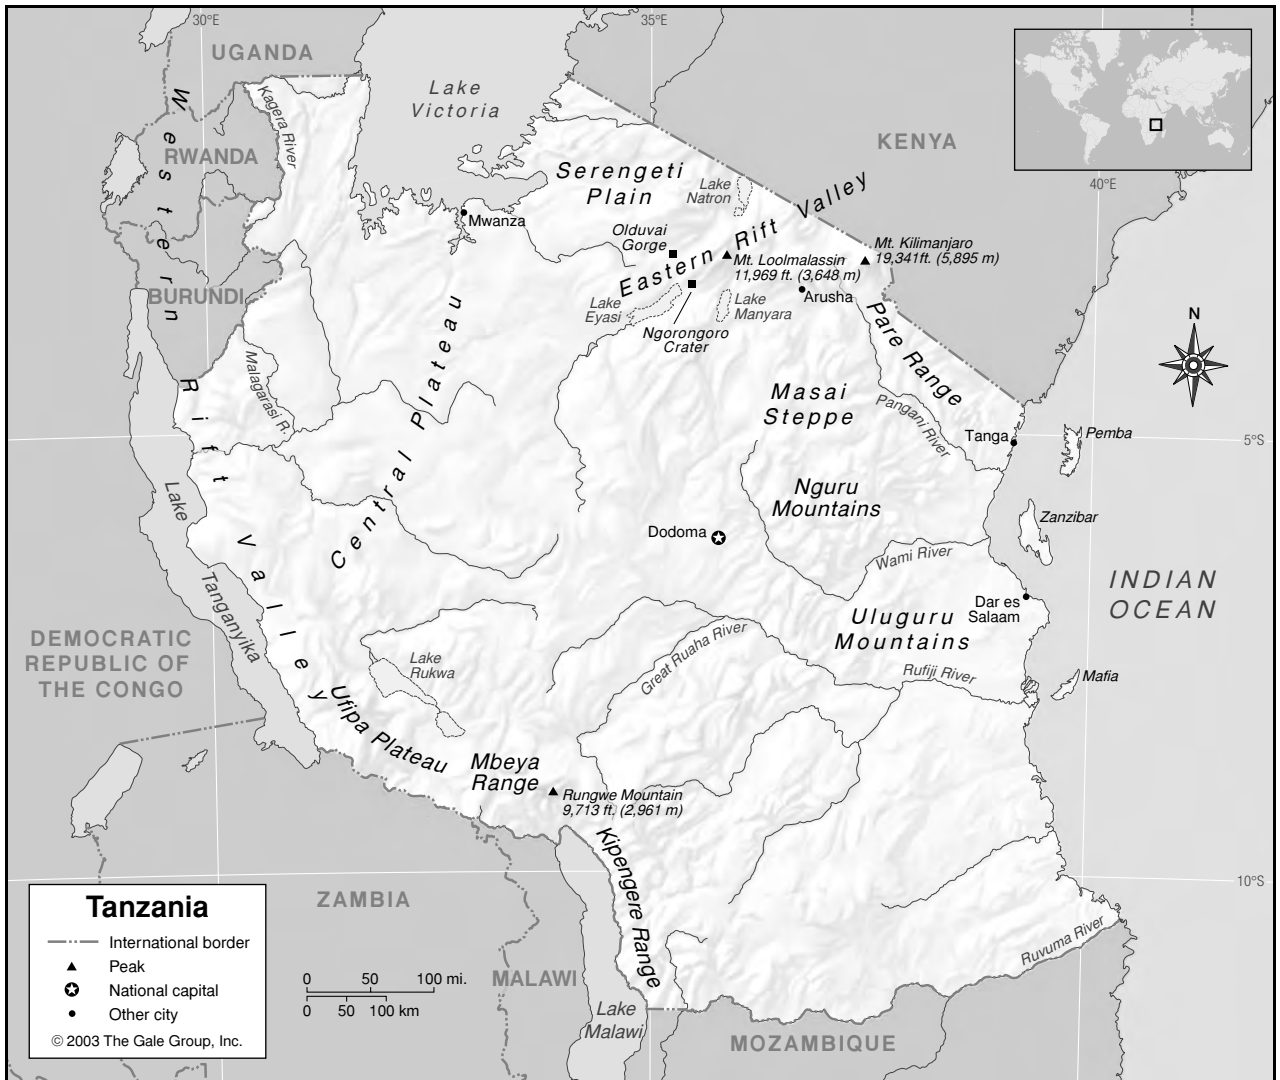 30°E
35°E
UGANDA
Lake
Victoria
KENYA
40°E
Kagera River
Western
RWANDA
Serengeti
Plain
Lake
Natron
Eastern Rift Valley
Mwanza
Olduvai
Gorge
Mt. Kilimanjaro
19,341ft. (5,895 m)
Mt. Loolmalassin
11,969 ft. (3,648 m)
BURUNDI
Lake
Eyasi
Lake
Manyara
Arusha
Ngorongoro
Crater
Pare Range
N
Malagarasi R.
Rift
Central Plateau
Masai
Steppe
Pangani River
Tanga
Pemba
5°S
Nguru
Mountains
Lake
Tanganyika
Valley
Dodoma
Zanzibar
Wami River
INDIAN
OCEAN
Dar es
Salaam
Uluguru
Mountains
DEMOCRATIC
REPUBLIC OF
THE CONGO
Lake
Rukwa
Great Ruaha River
Rufiji River
Mafia
Ufipa Plateau
Mbeya
Range
Rungwe Mountain
9,713 ft. (2,961 m)
Kipengere Range
10°S
ZAMBIA
Ruvuma River
MALAWI
Lake
Malawi
MOZAMBIQUE
Tanzania
International border
Peak
National capital
Other city
© 2003 The Gale Group, Inc.
0 50 100 mi.
0 50 100 km